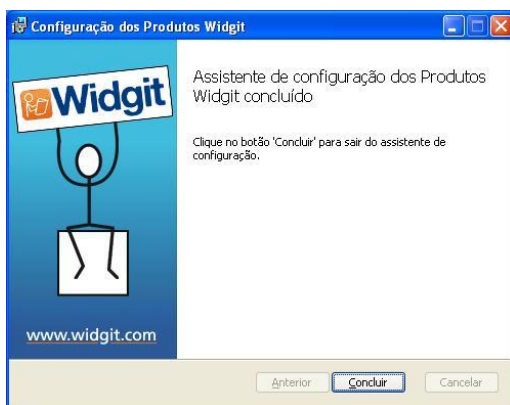 Configuração dos Produtos Widgit
Widgit
Assistente de configuração dos Produtos
Widgit concluído
Clique no botão 'Concluir' para sair do assistente de
configuração.
www.widgit.com
Anterior
Concluir
Cancelar